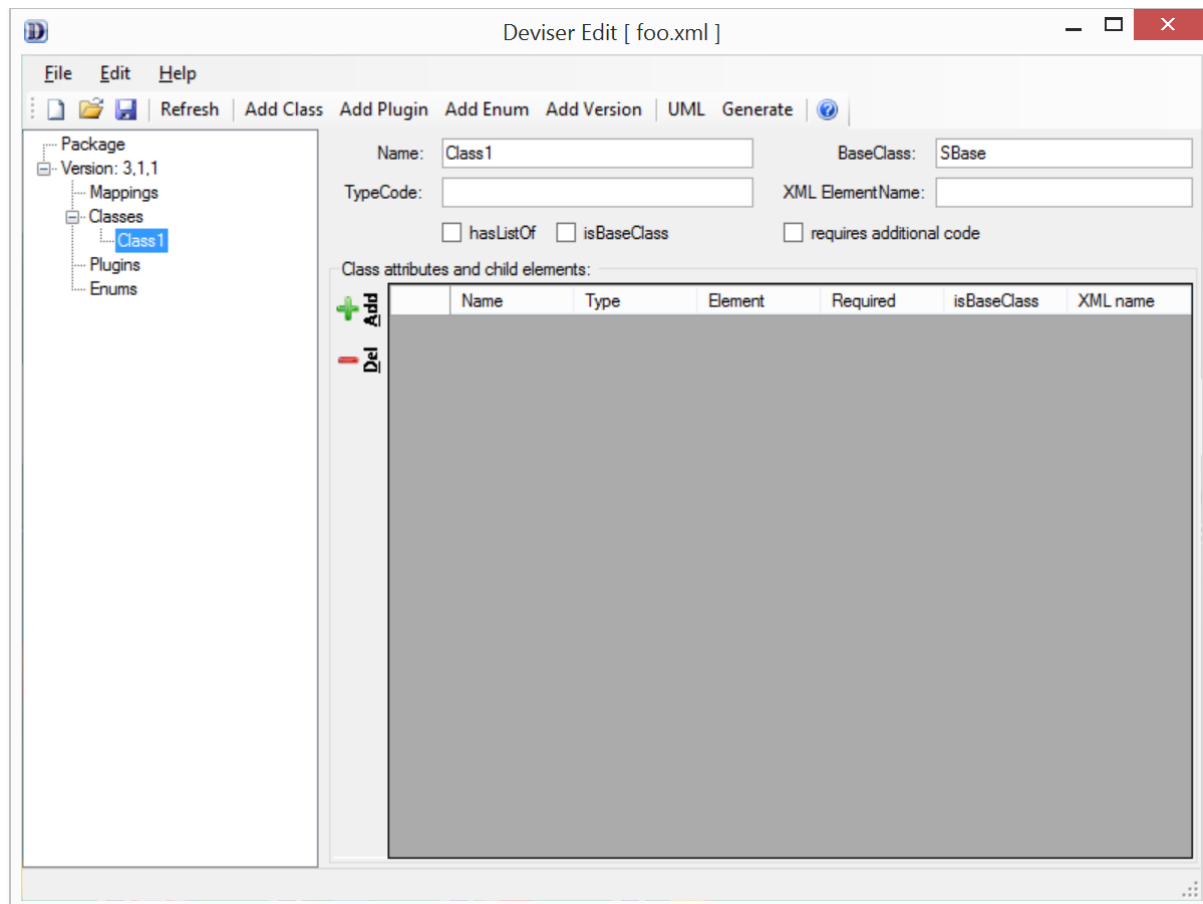 Deviser Edit [ foo.xml ]
File Edit Help
Refresh Add Class Add Plugin Add Enum Add Version UML Generate
Package
Version: 3,1,1
Mappings
Classes
Class1
Plugins
Enums
Name: Class1 BaseClass: SBase
TypeCode: XML ElementName:
hasListOf isBaseClass requires additional code
Class attributes and child elements:
Add
Del
Name Type Element Required isBaseClass XML name